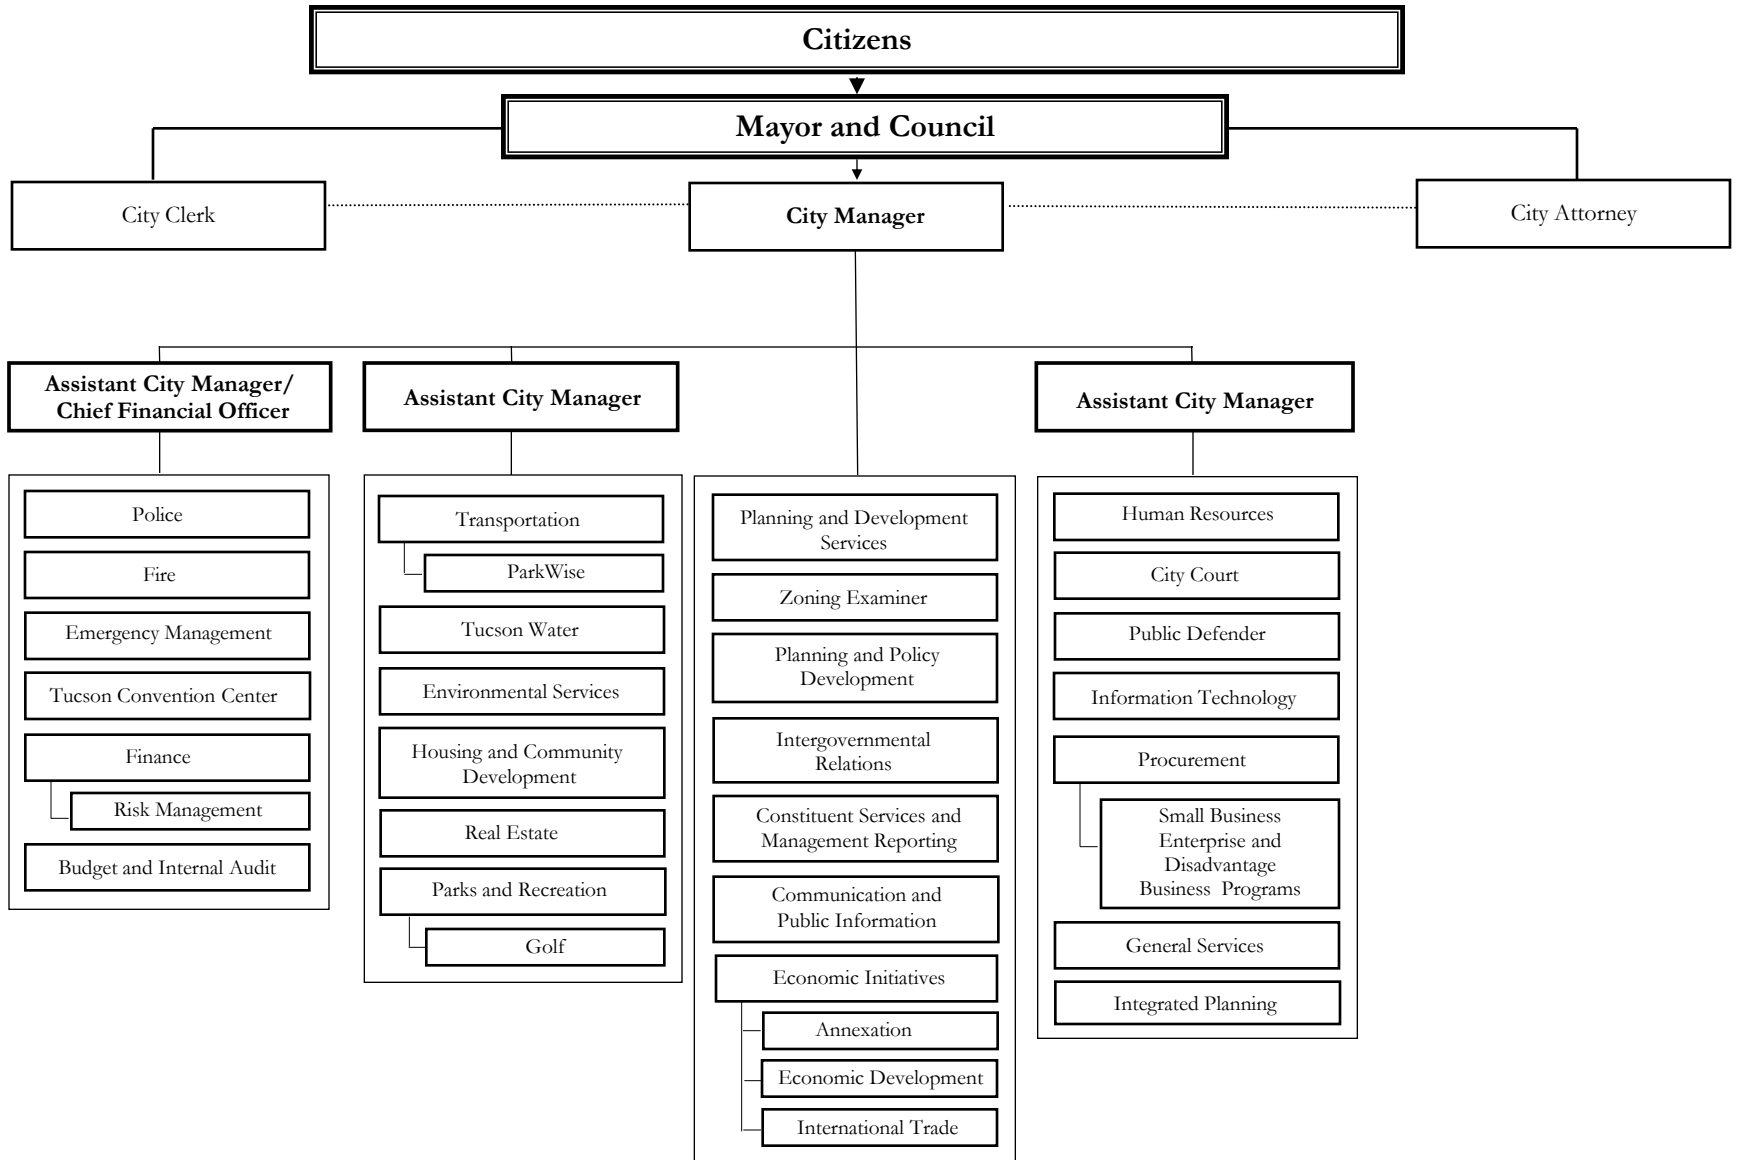 Citizens
Mayor and Council
City Clerk
City Manager
City Attorney
Assistant City Manager/
Chief Financial Officer
Police
Fire
Emergency Management
Tucson Convention Center
Finance
Risk Management
Budget and Internal Audit
Assistant City Manager
Transportation
ParkWise
Tucson Water
Environmental Services
Housing and Community
Development
Real Estate
Parks and Recreation
Golf
Planning and Development
Services
Zoning Examiner
Planning and Policy
Development
Intergovernmental
Relations
Constituent Services and
Management Reporting
Communication and
Public Information
Economic Initiatives
Annexation
Economic Development
International Trade
Assistant City Manager
Human Resources
City Court
Public Defender
Information Technology
Procurement
Small Business
Enterprise and
Disadvantage
Business Programs
General Services
Integrated Planning